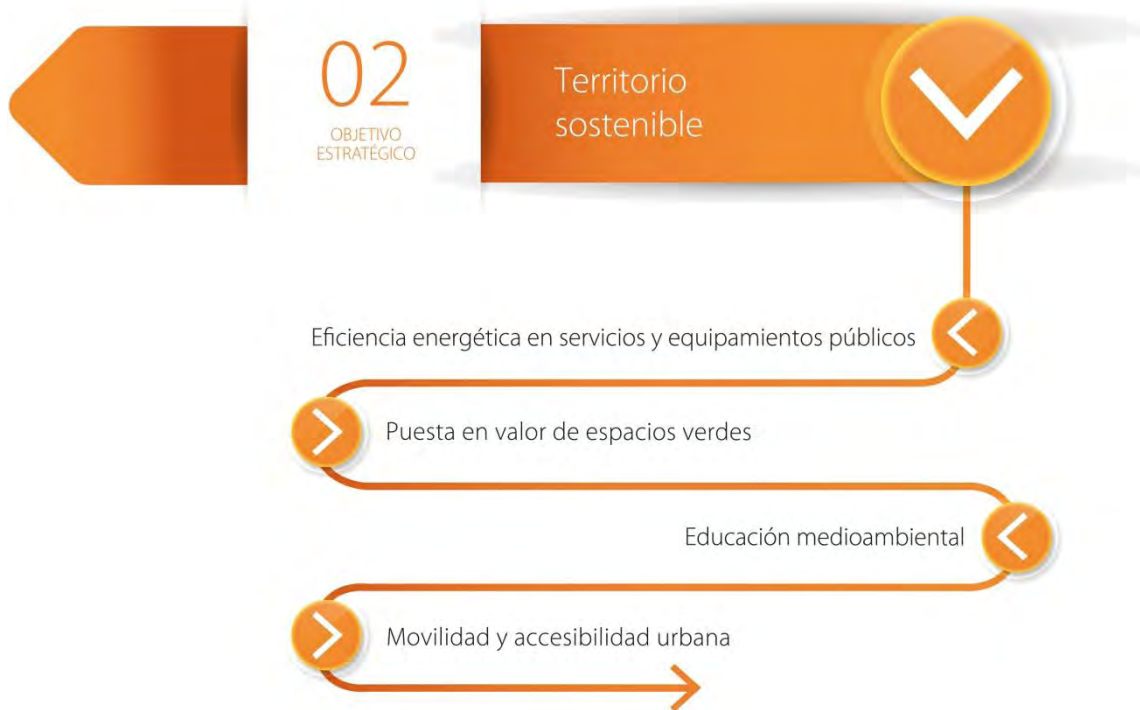 02
OBJETIVO
ESTRATÉGICO
Territorio
sostenible
Eficiencia energética en servicios y equipamientos públicos
Puesta en valor de espacios verdes
Educación medioambiental
Movilidad y accesibilidad urbana